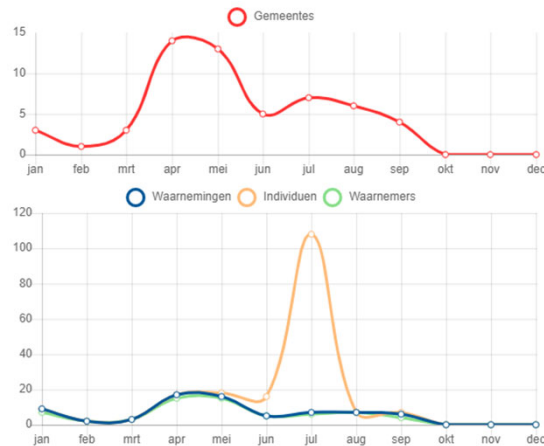 Gemeentes
15
10
5
0
jan feb mrt apr mei jun jul aug sep okt nov dec
Waarnemingen Individuen Waarnemers
120
100
80
60
40
20
0
jan feb mrt apr mei jun jul aug sep okt nov dec